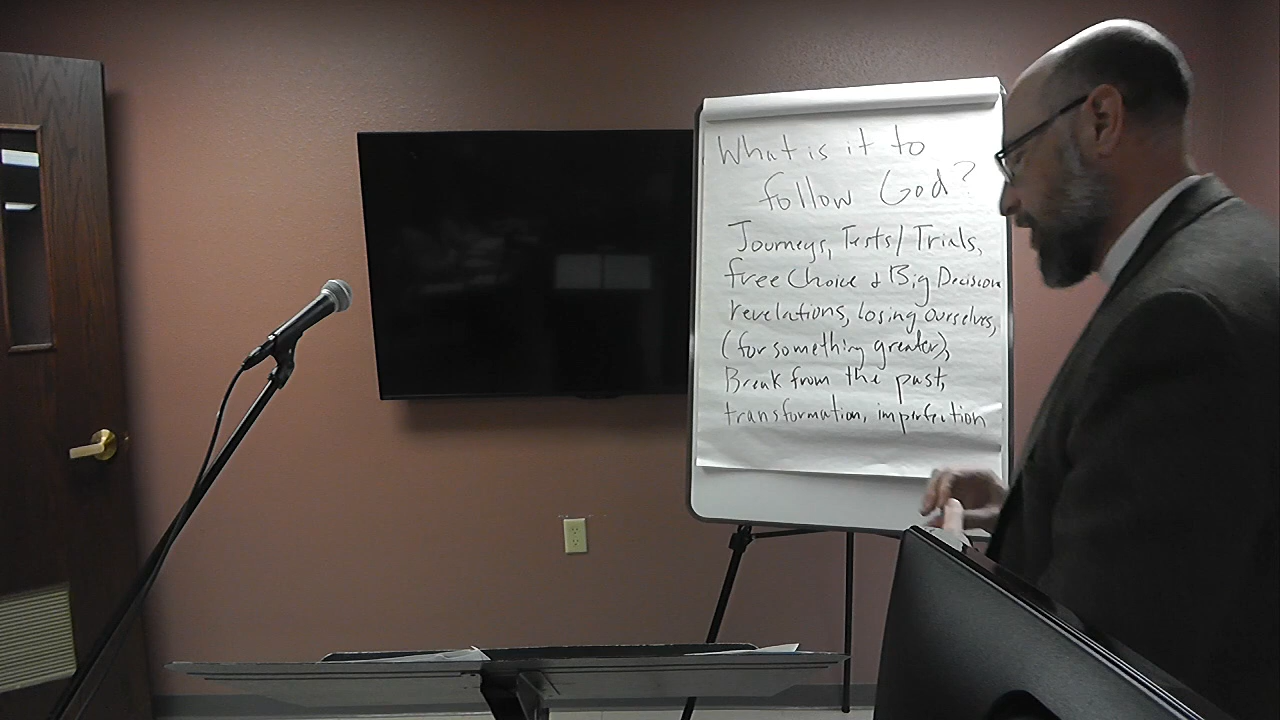 What is it to
follow God?
Journeys, Tests/Trials,
free Choice & Big Decision
revelations, losing ourselves,
(for something greater),
Break from the past,
transformation, imperfection